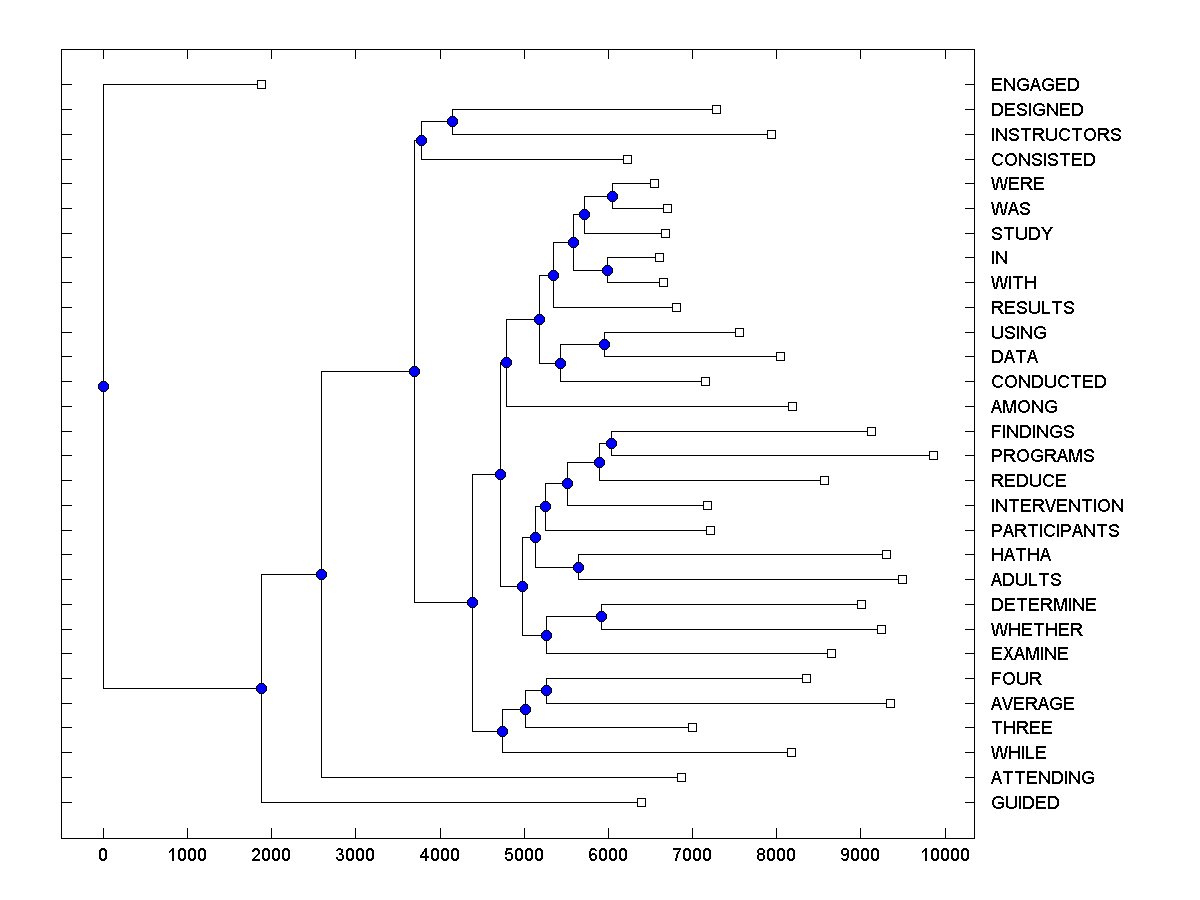 ENGAGED
DESIGNED
INSTRUCTORS
CONSISTED
WERE
WAS
STUDY
IN
WITH
RESULTS
USING
DATA
CONDUCTED
AMONG
FINDINGS
PROGRAMS
REDUCE
INTERVENTION
PARTICIPANTS
HATHA
ADULTS
DETERMINE
WHETHER
EXAMINE
FOUR
AVERAGE
THREE
WHILE
ATTENDING
GUIDED
0 1000 2000 3000 4000 5000 6000 7000 8000 9000 10000